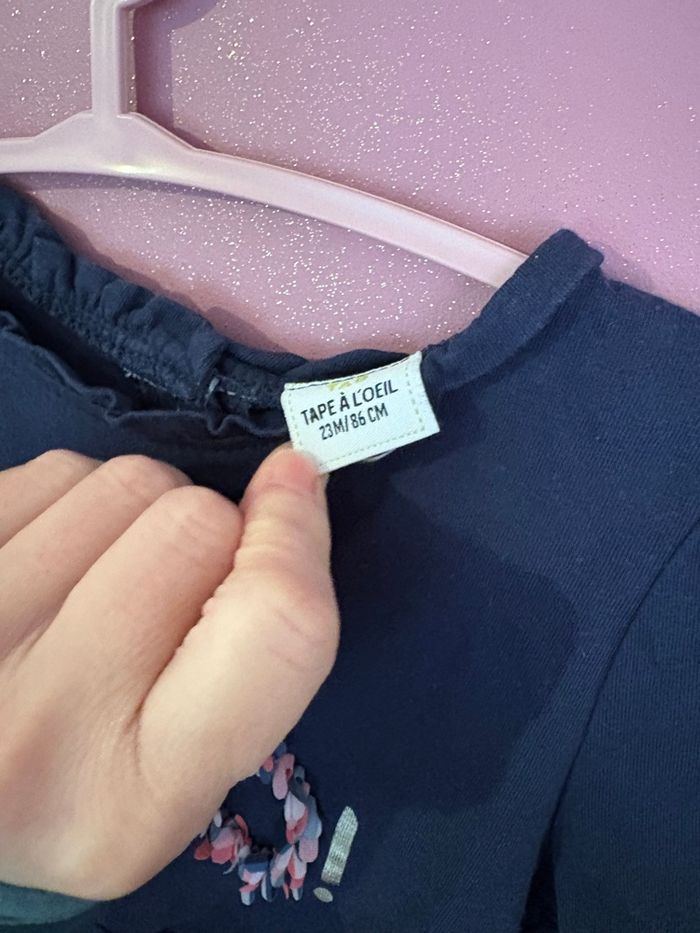 TAPE À L'OEIL
23M/86 CM
!